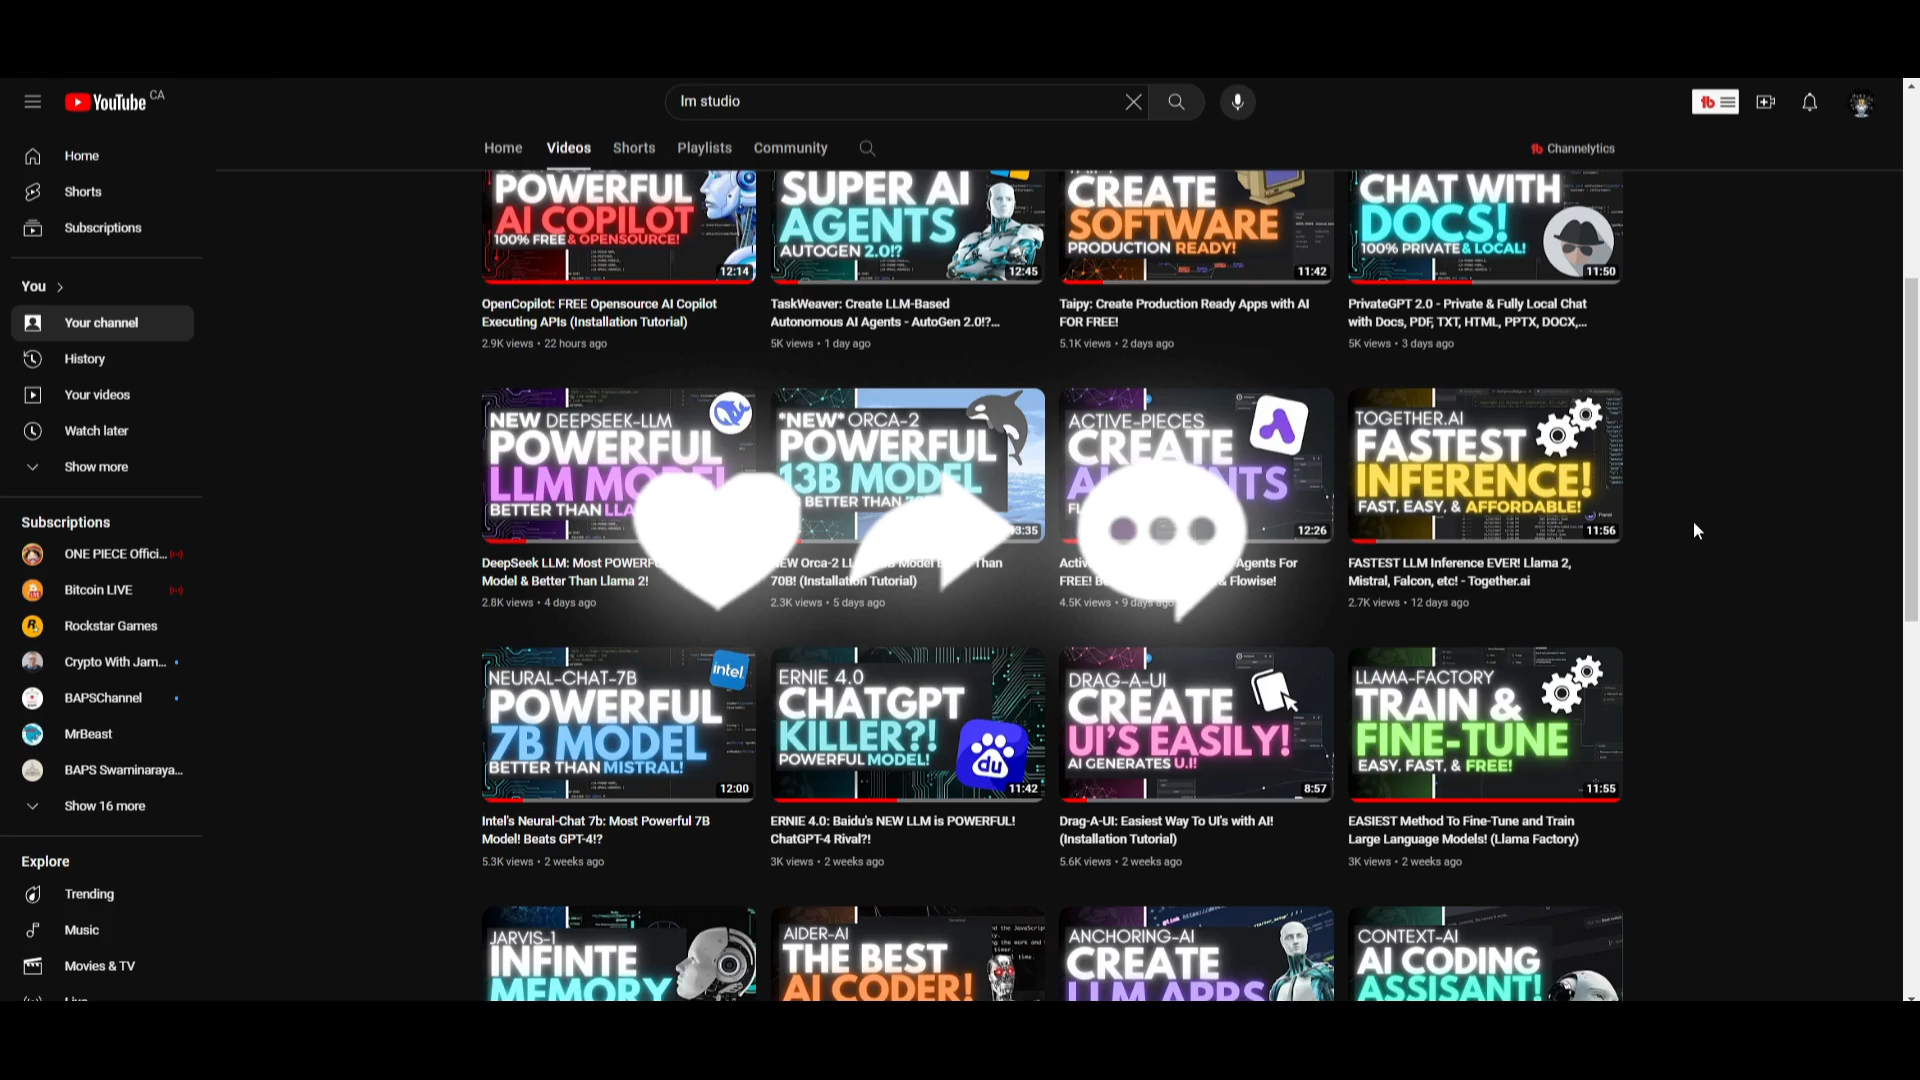 YouTube CA
lm studio
Home
Videos
Shorts
Playlists
Community
Channelytics
Home
Shorts
Subscriptions
You
Your channel
History
Your videos
Watch later
Show more
Subscriptions
ONE PIECE Offici...
Bitcoin LIVE
Rockstar Games
Crypto With Jam...
BAPSChannel
MrBeast
BAPS Swaminaraya...
Show 16 more
Explore
Trending
Music
Movies & TV
POWERFUL
AI COPILOT
100% FREE & OPENSOURCE!
12:14
OpenCopilot: FREE Opensource AI Copilot
Executing APIs (Installation Tutorial)
2.9K views • 22 hours ago
SUPER AI
AGENTS
AUTOGEN 2.0!?
12:45
TaskWeaver: Create LLM-Based
Autonomous AI Agents - AutoGen 2.0!?...
5K views • 1 day ago
CREATE
SOFTWARE
PRODUCTION READY!
11:42
Taipy: Create Production Ready Apps with AI
FOR FREE!
5.1K views • 2 days ago
CHAT WITH
DOCS!
100% PRIVATE & LOCAL!
11:50
PrivateGPT 2.0 - Private & Fully Local Chat
with Docs, PDF, TXT, HTML, PPTX, DOCX,...
5K views • 3 days ago
NEW DEEPSEEK-LLM
POWERFUL
LLM MODEL
BETTER THAN
DeepSeek LLM: Most
Model & Better Than Llama 2!
2.8K views • 4 days ago
*NEW* ORCA-2
POWERFUL
13B MODEL
BETTER THAN
3:35
Orca-2
70B! (Installation Tutorial)
2.3K views • 5 days ago
ACTIVE-PIECES
CREATE
12:26
Agents For
FREE! & Flowise!
4.5K views • 9 days ago
TOGETHER.AI
FASTEST
INFERENCE!
FAST, EASY, & AFFORDABLE!
11:56
FASTEST LLM Inference EVER! Llama 2,
Mistral, Falcon, etc! - Together.ai
2.7K views • 12 days ago
NEURAL-CHAT-7B
intel
POWERFUL
7B MODEL
BETTER THAN MISTRAL!
12:00
Intel's Neural-Chat 7b: Most Powerful 7B
Model! Beats GPT-4!?
5.3K views • 2 weeks ago
ERNIE 4.0
CHATGPT
KILLER?!
POWERFUL MODEL!
du
11:42
ERNIE 4.0: Baidu's NEW LLM is POWERFUL!
ChatGPT-4 Rival?!
3K views • 2 weeks ago
DRAG-A-UI
CREATE
UI'S EASILY!
AI GENERATES U.I!
8:57
Drag-A-UI: Easiest Way To UI's with AI!
(Installation Tutorial)
5.6K views • 2 weeks ago
LLAMA-FACTORY
TRAIN &
FINE-TUNE
EASY, FAST, & FREE!
11:55
EASIEST Method To Fine-Tune and Train
Large Language Models! (Llama Factory)
3K views • 2 weeks ago
JARVIS-1
INFINTE
MEMORY
AIDER-AI
THE BEST
AI CODER!
ANCHORING-AI
CREATE
LLM APPS
CONTEXT-AI
AI CODING
ASSISANT!